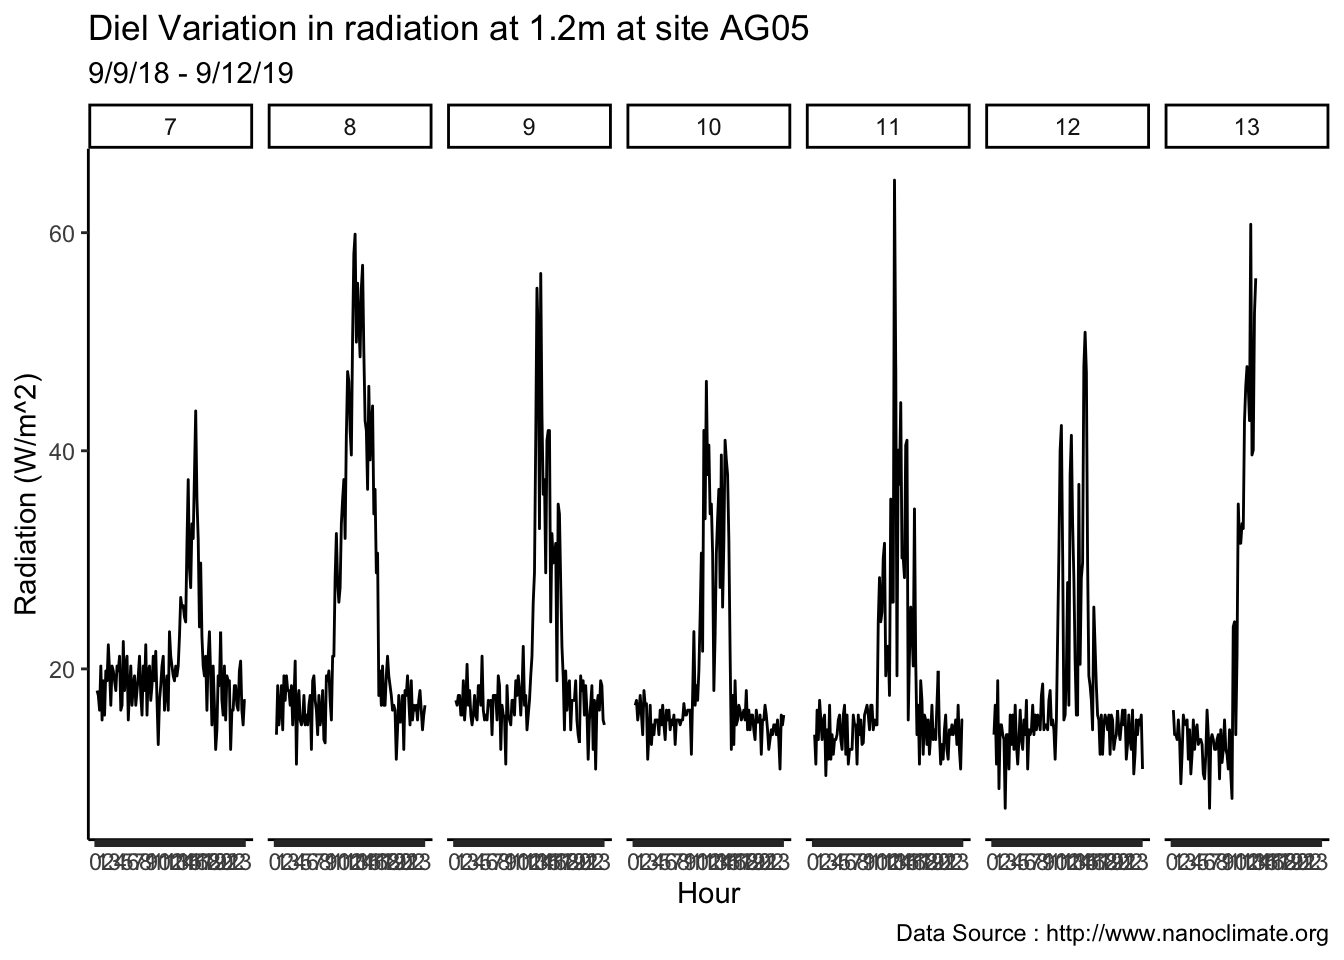 Diel Variation in radiation at 1.2m at site AG05
9/9/18 - 9/12/19
7 8 9 10 11 12 13
60
40
20
Radiation (W/m^2)
Hour
Data Source : http://www.nanoclimate.org